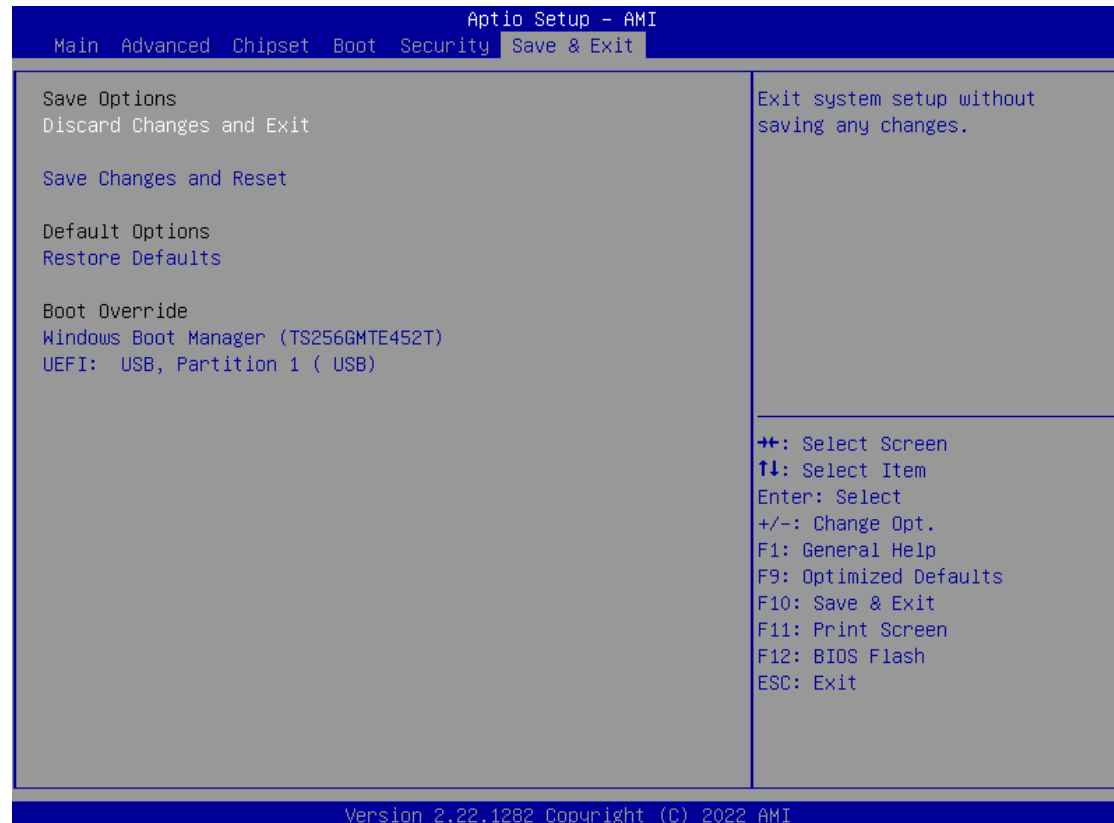 Aptio Setup – AMI
Main Advanced Chipset Boot Security Save & Exit
Save Options
Discard Changes and Exit
Save Changes and Reset
Default Options
Restore Defaults
Boot Override
Windows Boot Manager (TS256GMTE452T)
UEFI: USB, Partition 1 ( USB)
Exit system setup without
saving any changes.
→←: Select Screen
↑↓: Select Item
Enter: Select
+/-: Change Opt.
F1: General Help
F9: Optimized Defaults
F10: Save & Exit
F11: Print Screen
F12: BIOS Flash
ESC: Exit
Version 2.22.1282 Copyright (C) 2022 AMI